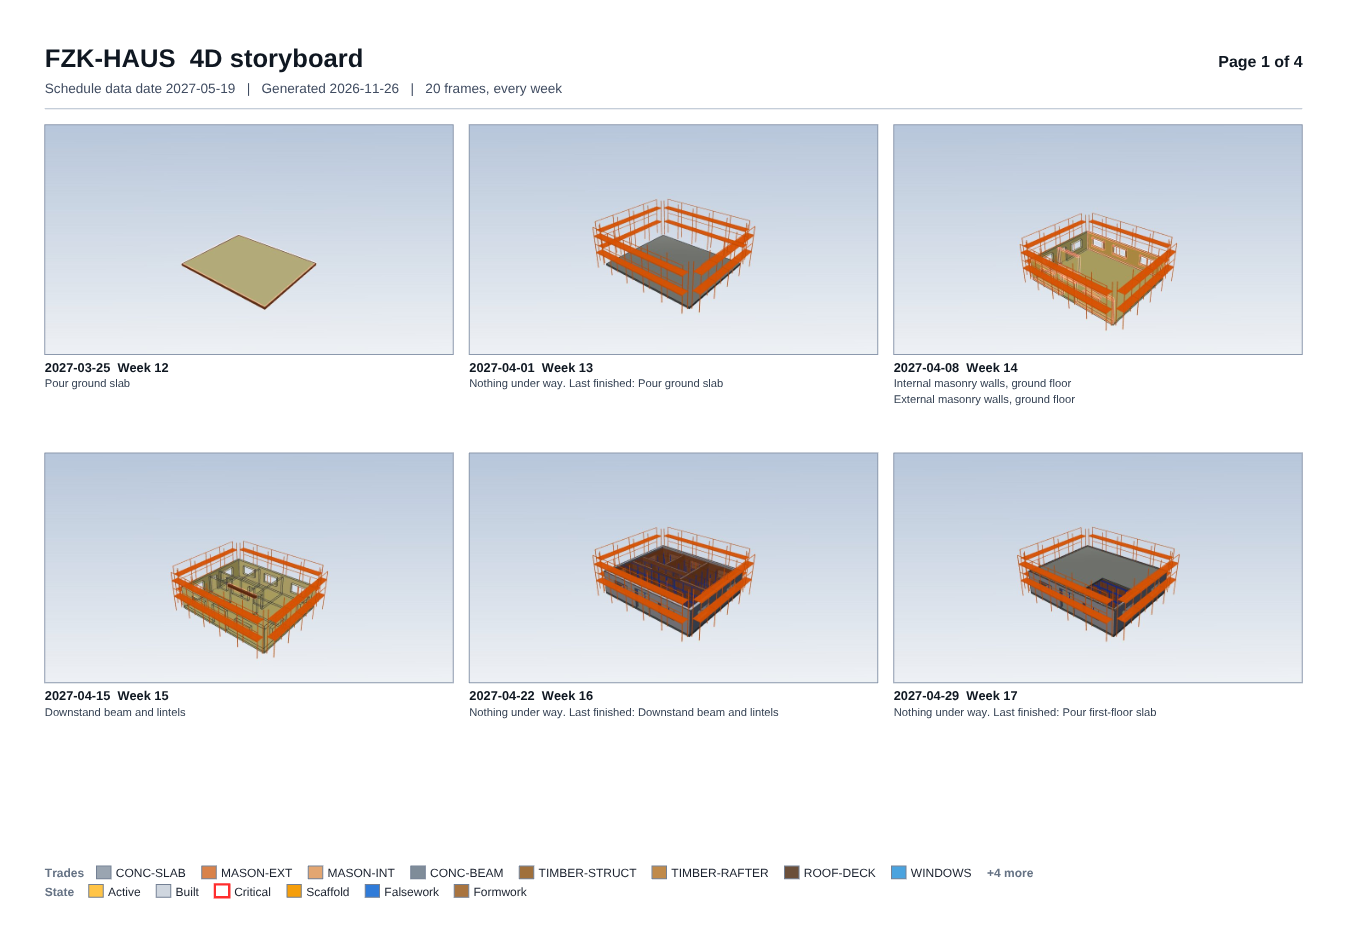 FZK-HAUS  4D storyboard
Page 1 of 4
Schedule data date 2027-05-19   |   Generated 2026-11-26   |   20 frames, every week
2027-03-25  Week 12
Pour ground slab
2027-04-01  Week 13
Nothing under way. Last finished: Pour ground slab
2027-04-08  Week 14
Internal masonry walls, ground floor
External masonry walls, ground floor
2027-04-15  Week 15
Downstand beam and lintels
2027-04-22  Week 16
Nothing under way. Last finished: Downstand beam and lintels
2027-04-29  Week 17
Nothing under way. Last finished: Pour first-floor slab
Trades  CONC-SLAB  MASON-EXT  MASON-INT  CONC-BEAM  TIMBER-STRUCT  TIMBER-RAFTER  ROOF-DECK  WINDOWS  +4 more
State  Active  Built  Critical  Scaffold  Falsework  Formwork